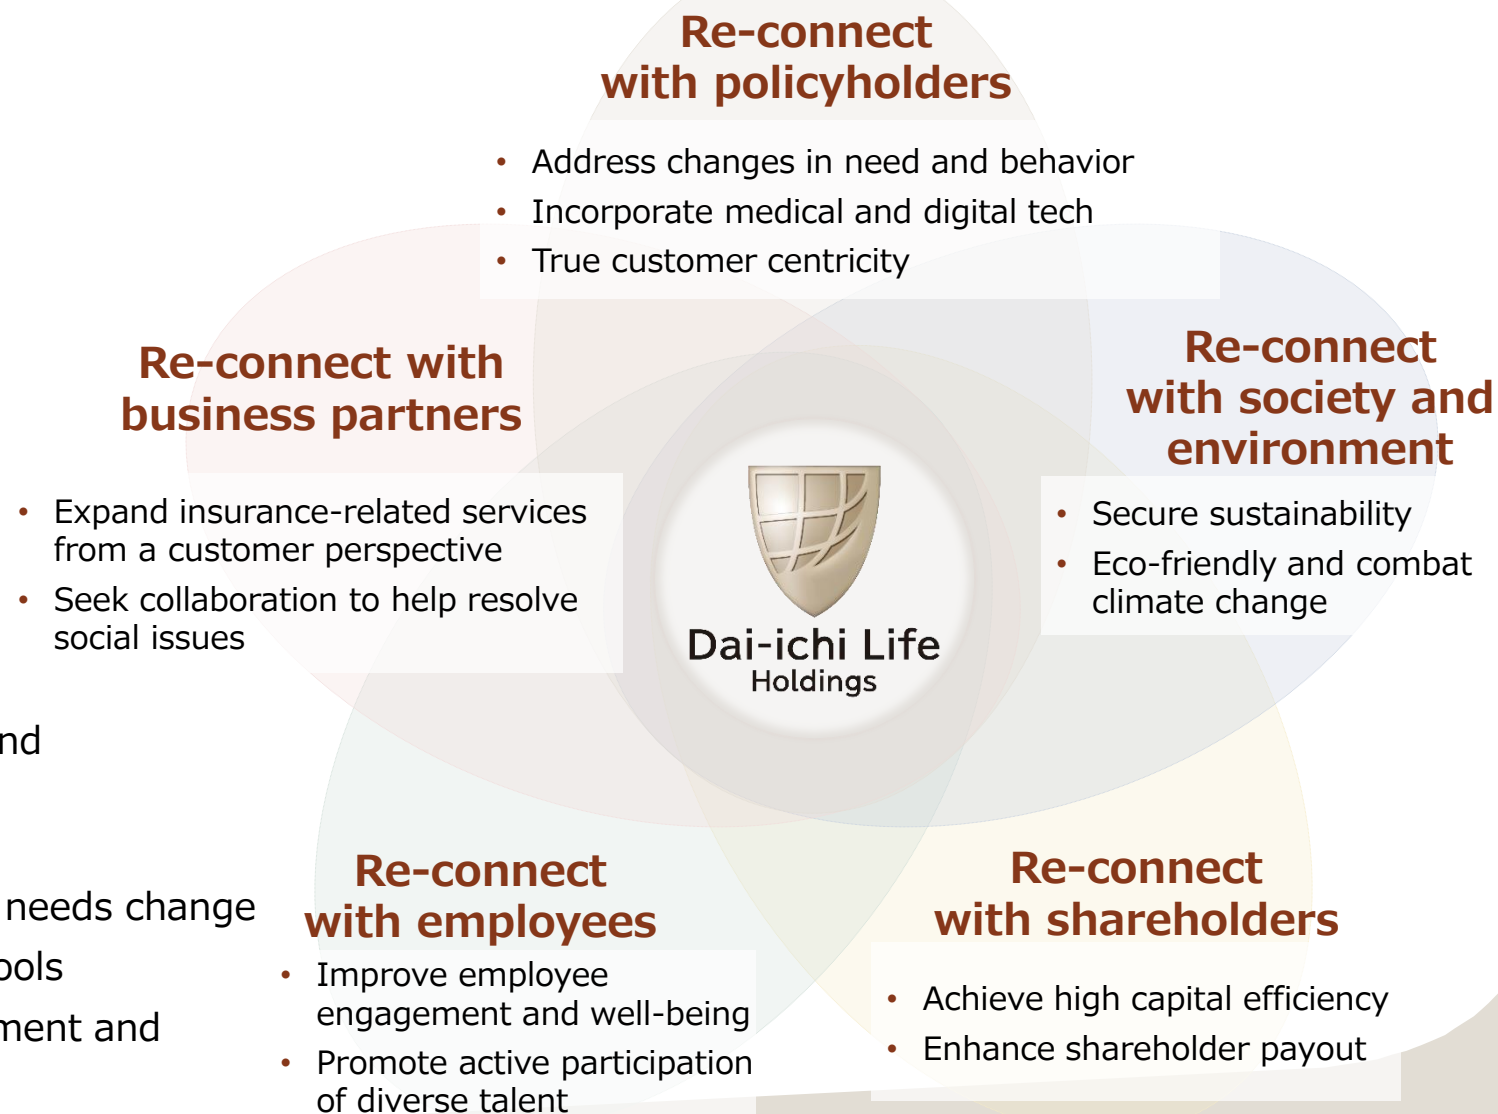 Re-connect
with policyholders
• Address changes in need and behavior
• Incorporate medical and digital tech
• True customer centricity
Re-connect with
business partners
• Expand insurance-related services
from a customer perspective
• Seek collaboration to help resolve
social issues
Re-connect
with society and
environment
• Secure sustainability
• Eco-friendly and combat
climate change
Dai-ichi Life
Holdings
needs change
Re-connect
with employees
• Improve employee
engagement and well-being
• Promote active participation
of diverse talent
and
Re-connect
with shareholders
• Achieve high capital efficiency
• Enhance shareholder payout